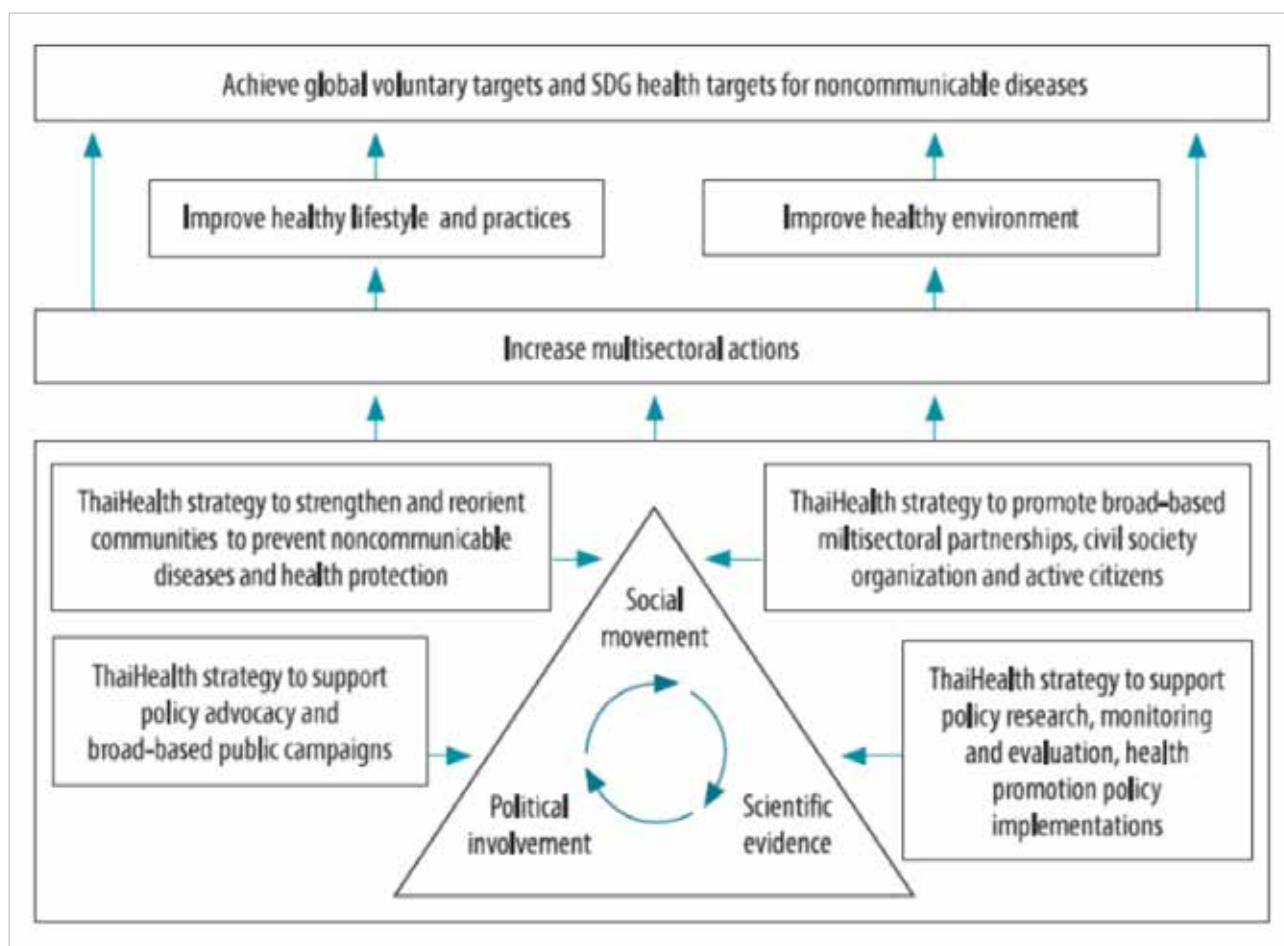 Achieve global voluntary targets and SDG health targets for noncommunicable diseases
Improve healthy lifestyle and practices
Improve healthy environment
Increase multisectoral actions
ThaiHealth strategy to strengthen and reorient
communities to prevent noncommunicable
diseases and health protection
ThaiHealth strategy to promote broad-based
miltisectoral partnerships, civil society
organization and active citizens
Social
movement
ThaiHealth strategy to support
policy advocacy and
broad-based public campaigns
ThaiHealth strategy to support
policy research, monitoring
and evaluation, health
promotion policy
implementations
Political
involvement
Scientific
evidence